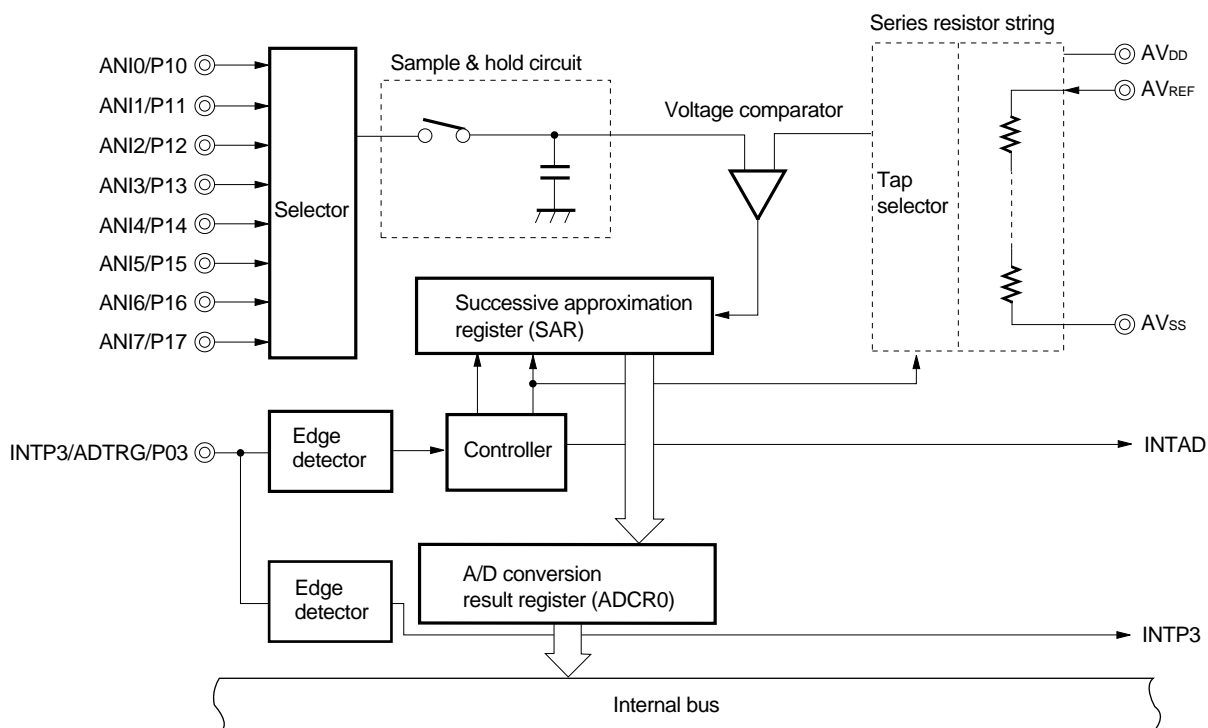 Series resistor string
ANI0/P10
ANI1/P11
ANI2/P12
ANI3/P13
ANI4/P14
ANI5/P15
ANI6/P16
ANI7/P17
Selector
Sample & hold circuit
Voltage comparator
Tap
selector
AVDD
AVREF
AVSS
Successive approximation
register (SAR)
INTP3/ADTRG/P03
Edge
detector
Controller
INTAD
Edge
detector
A/D conversion
result register (ADCR0)
INTP3
Internal bus